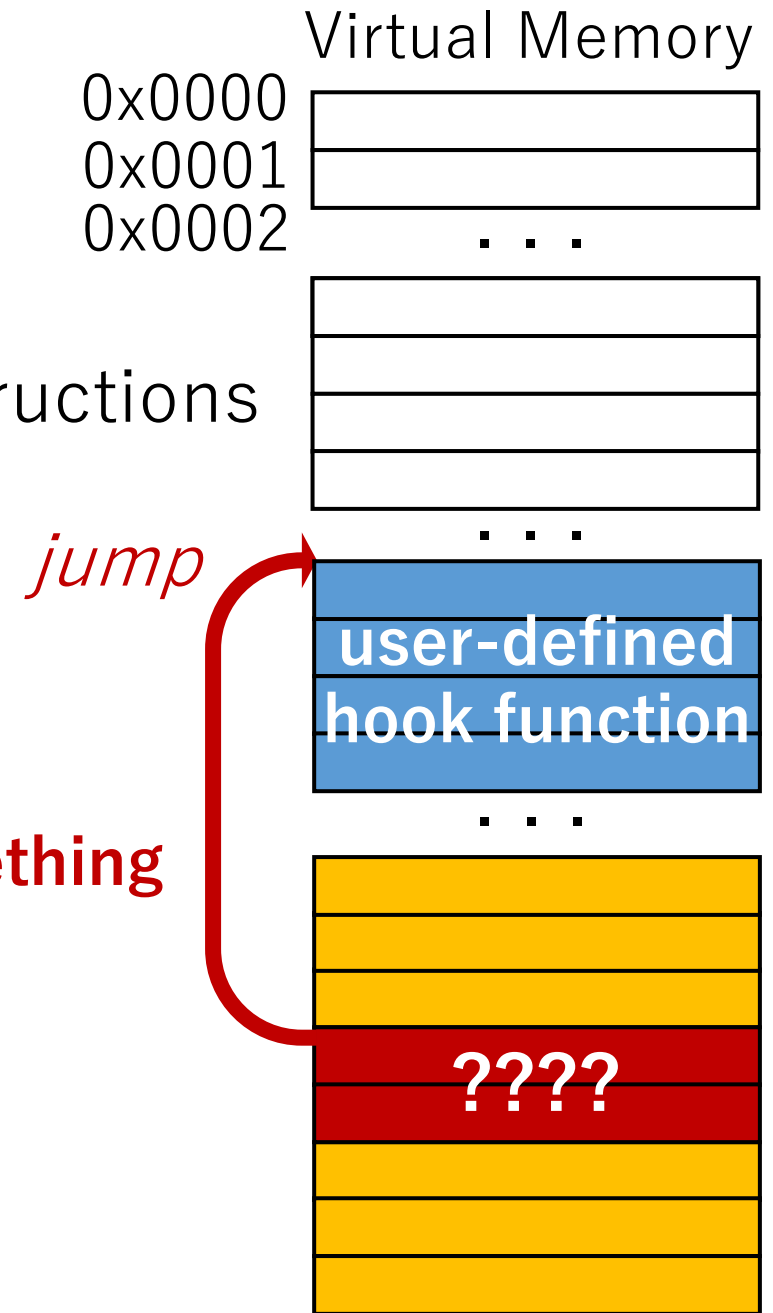 Virtual Memory
0x0000
0x0001
0x0002
. . .
ructions
. . .
jump
user-defined
hook function
. . .
ething
????